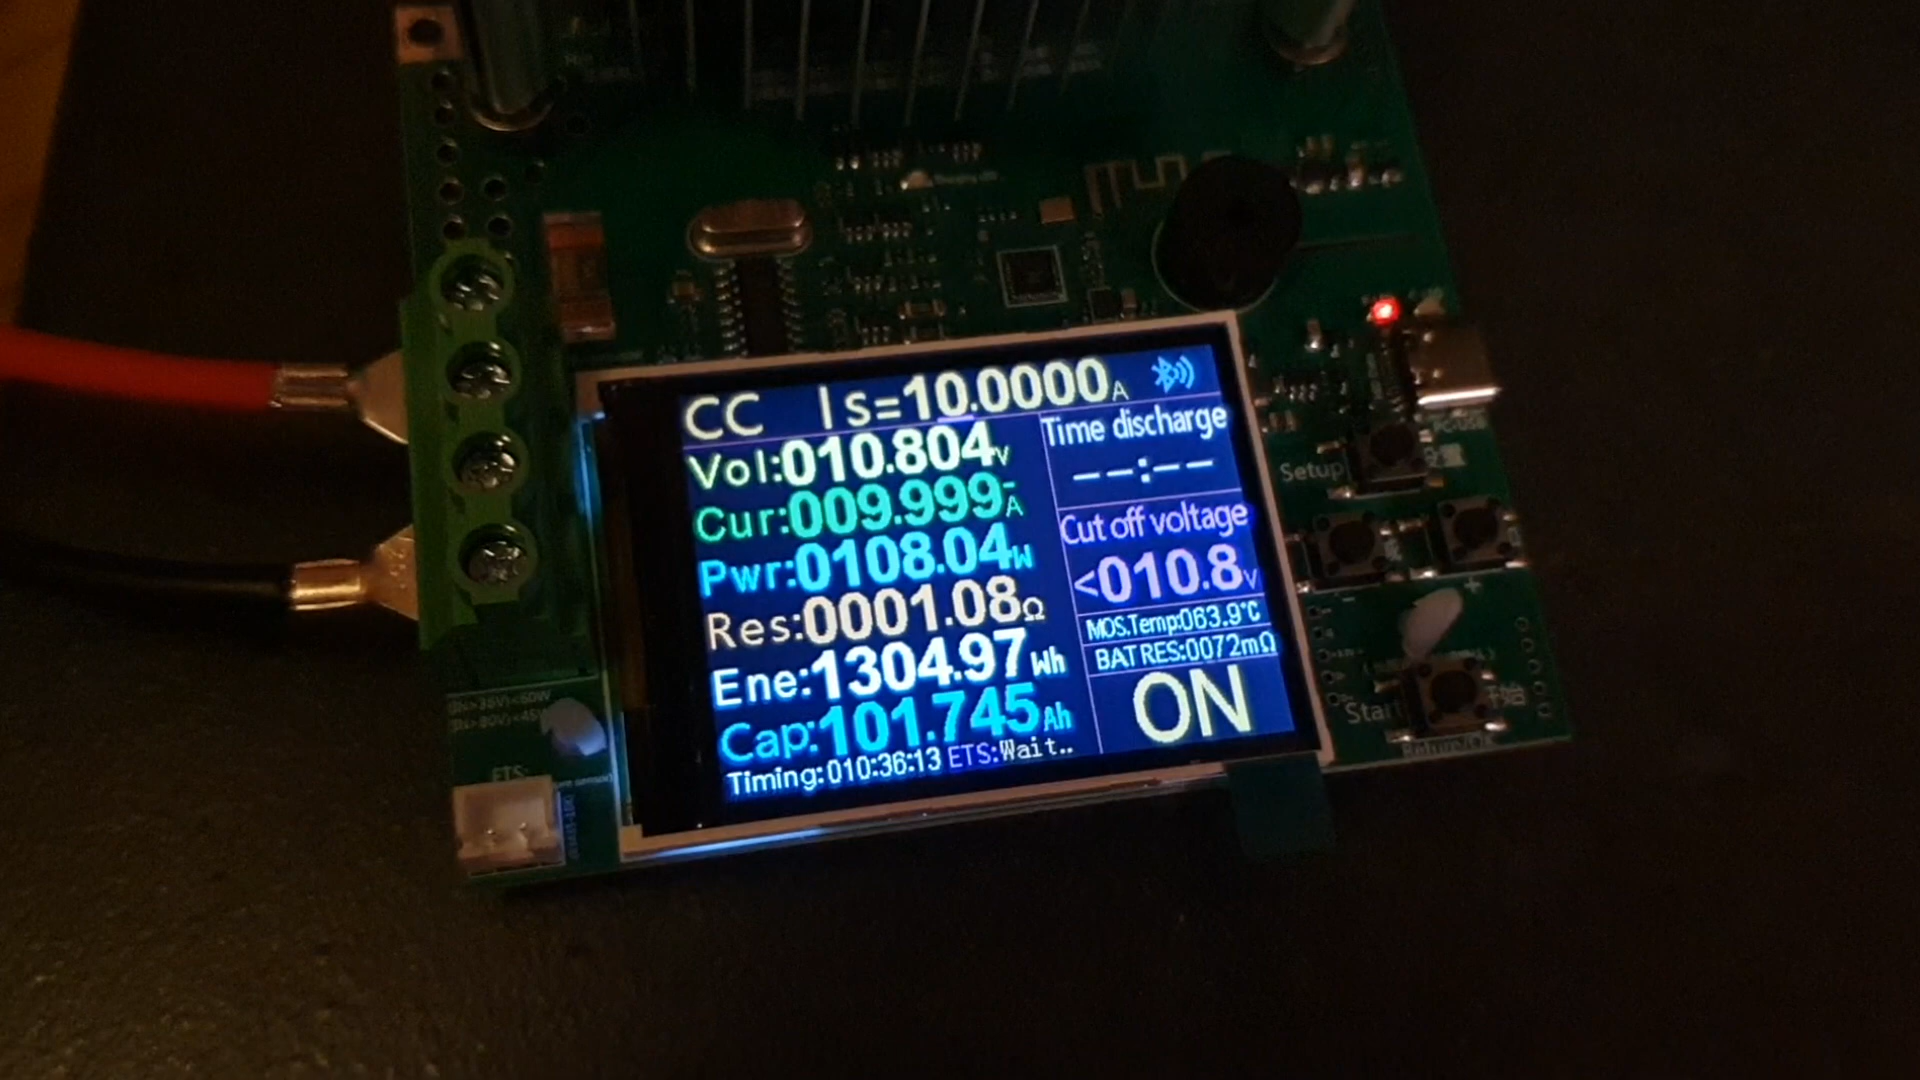 CC Is=10.0000A
Time discharge
--:--
Vol:010.804V
Cur:009.999A
Pwr:0108.04W
Res:0001.08Ω
Ene:1304.97Wh
Cap:101.745Ah
Timing:010:36:13 ETS:Wait..
Cut off voltage
<010.8V
MOS.Temp:063.9°C
BAT RES:0072mΩ
ON
PC-USB
Setup
-
+
Start
ETS: